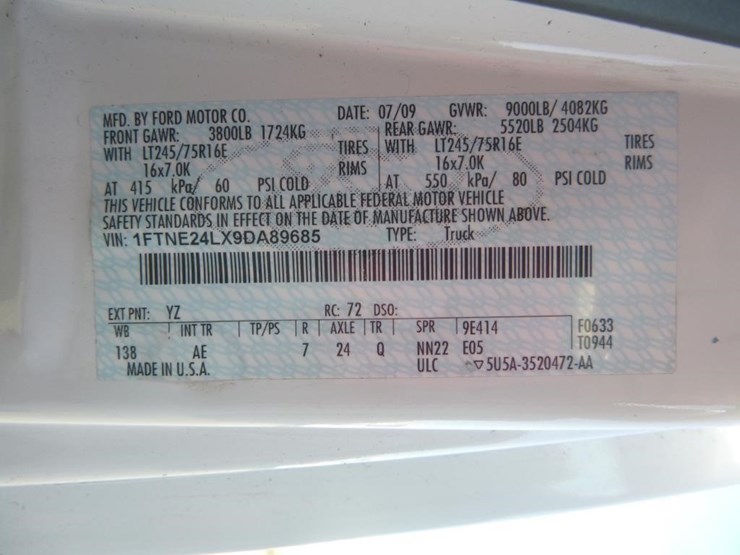 MFD. BY FORD MOTOR CO. DATE: 07/09 GVWR: 9000LB/ 4082KG
FRONT GAWR: 3800LB 1724KG REAR GAWR: 5520LB 2504KG
WITH LT245/75R16E TIRES WITH LT245/75R16E TIRES
16x7.0K RIMS 16x7.0K RIMS
AT 415 kPa/ 60 PSI COLD AT 550 kPa/ 80 PSI COLD
THIS VEHICLE CONFORMS TO ALL APPLICABLE FEDERAL MOTOR VEHICLE
SAFETY STANDARDS IN EFFECT ON THE DATE OF MANUFACTURE SHOWN ABOVE.
VIN: 1FTNE24LX9DA89685 TYPE: Truck
EXT PNT: YZ RC: 72 DSO:
WB INT TR TP/PS R AXLE TR SPR 9E414 F0633
138 AE 7 24 Q NN22 E05 T0944
MADE IN U.S.A. ULC 5U5A-3520472-AA